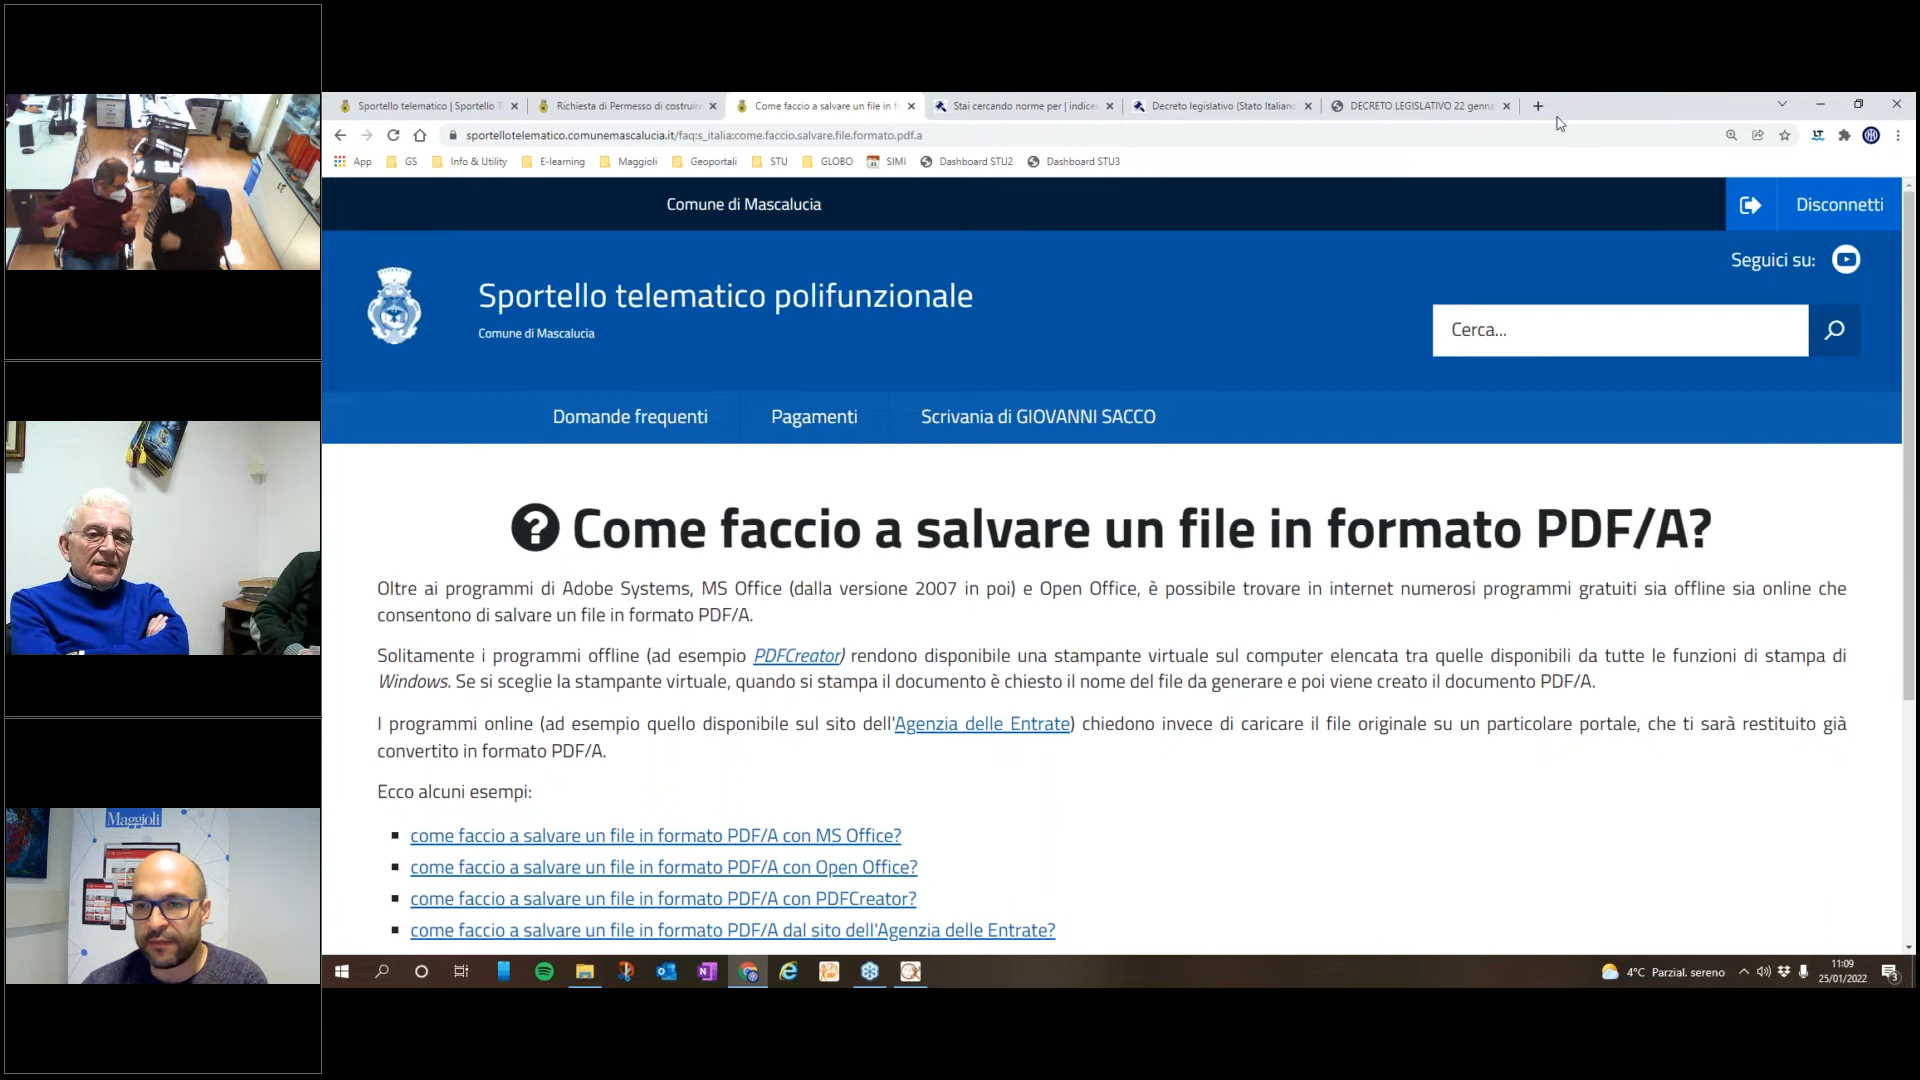 Sportello telematico | Sportello T
Richiesta di Permesso di costruir
Come faccio a salvare un file in f
Stai cercando norme per | indice
Decreto legislativo (Stato Italiano
DECRETO LEGISLATIVO 22 genna
sportellotelematico.comunemascalucia.it/faq:s_italia:come.faccio.salvare.file.formato.pdf.a
App GS Info & Utility E-learning Maggioli Geoportali STU GLOBO SIMI Dashboard STU2 Dashboard STU3
Comune di Mascalucia
Disconnetti
Seguici su:
Sportello telematico polifunzionale
Comune di Mascalucia
Cerca...
Domande frequenti Pagamenti Scrivania di GIOVANNI SACCO
Come faccio a salvare un file in formato PDF/A?
Oltre ai programmi di Adobe Systems, MS Office (dalla versione 2007 in poi) e Open Office, è possibile trovare in internet numerosi programmi gratuiti sia offline sia online che
consentono di salvare un file in formato PDF/A.
Solitamente i programmi offline (ad esempio PDFCreator) rendono disponibile una stampante virtuale sul computer elencata tra quelle disponibili da tutte le funzioni di stampa di
Windows. Se si sceglie la stampante virtuale, quando si stampa il documento è chiesto il nome del file da generare e poi viene creato il documento PDF/A.
I programmi online (ad esempio quello disponibile sul sito dell'Agenzia delle Entrate) chiedono invece di caricare il file originale su un particolare portale, che ti sarà restituito già
convertito in formato PDF/A.
Ecco alcuni esempi:
come faccio a salvare un file in formato PDF/A con MS Office?
come faccio a salvare un file in formato PDF/A con Open Office?
come faccio a salvare un file in formato PDF/A con PDFCreator?
come faccio a salvare un file in formato PDF/A dal sito dell'Agenzia delle Entrate?
Maggioli
4°C Parzial. sereno
11:09
25/01/2022
3